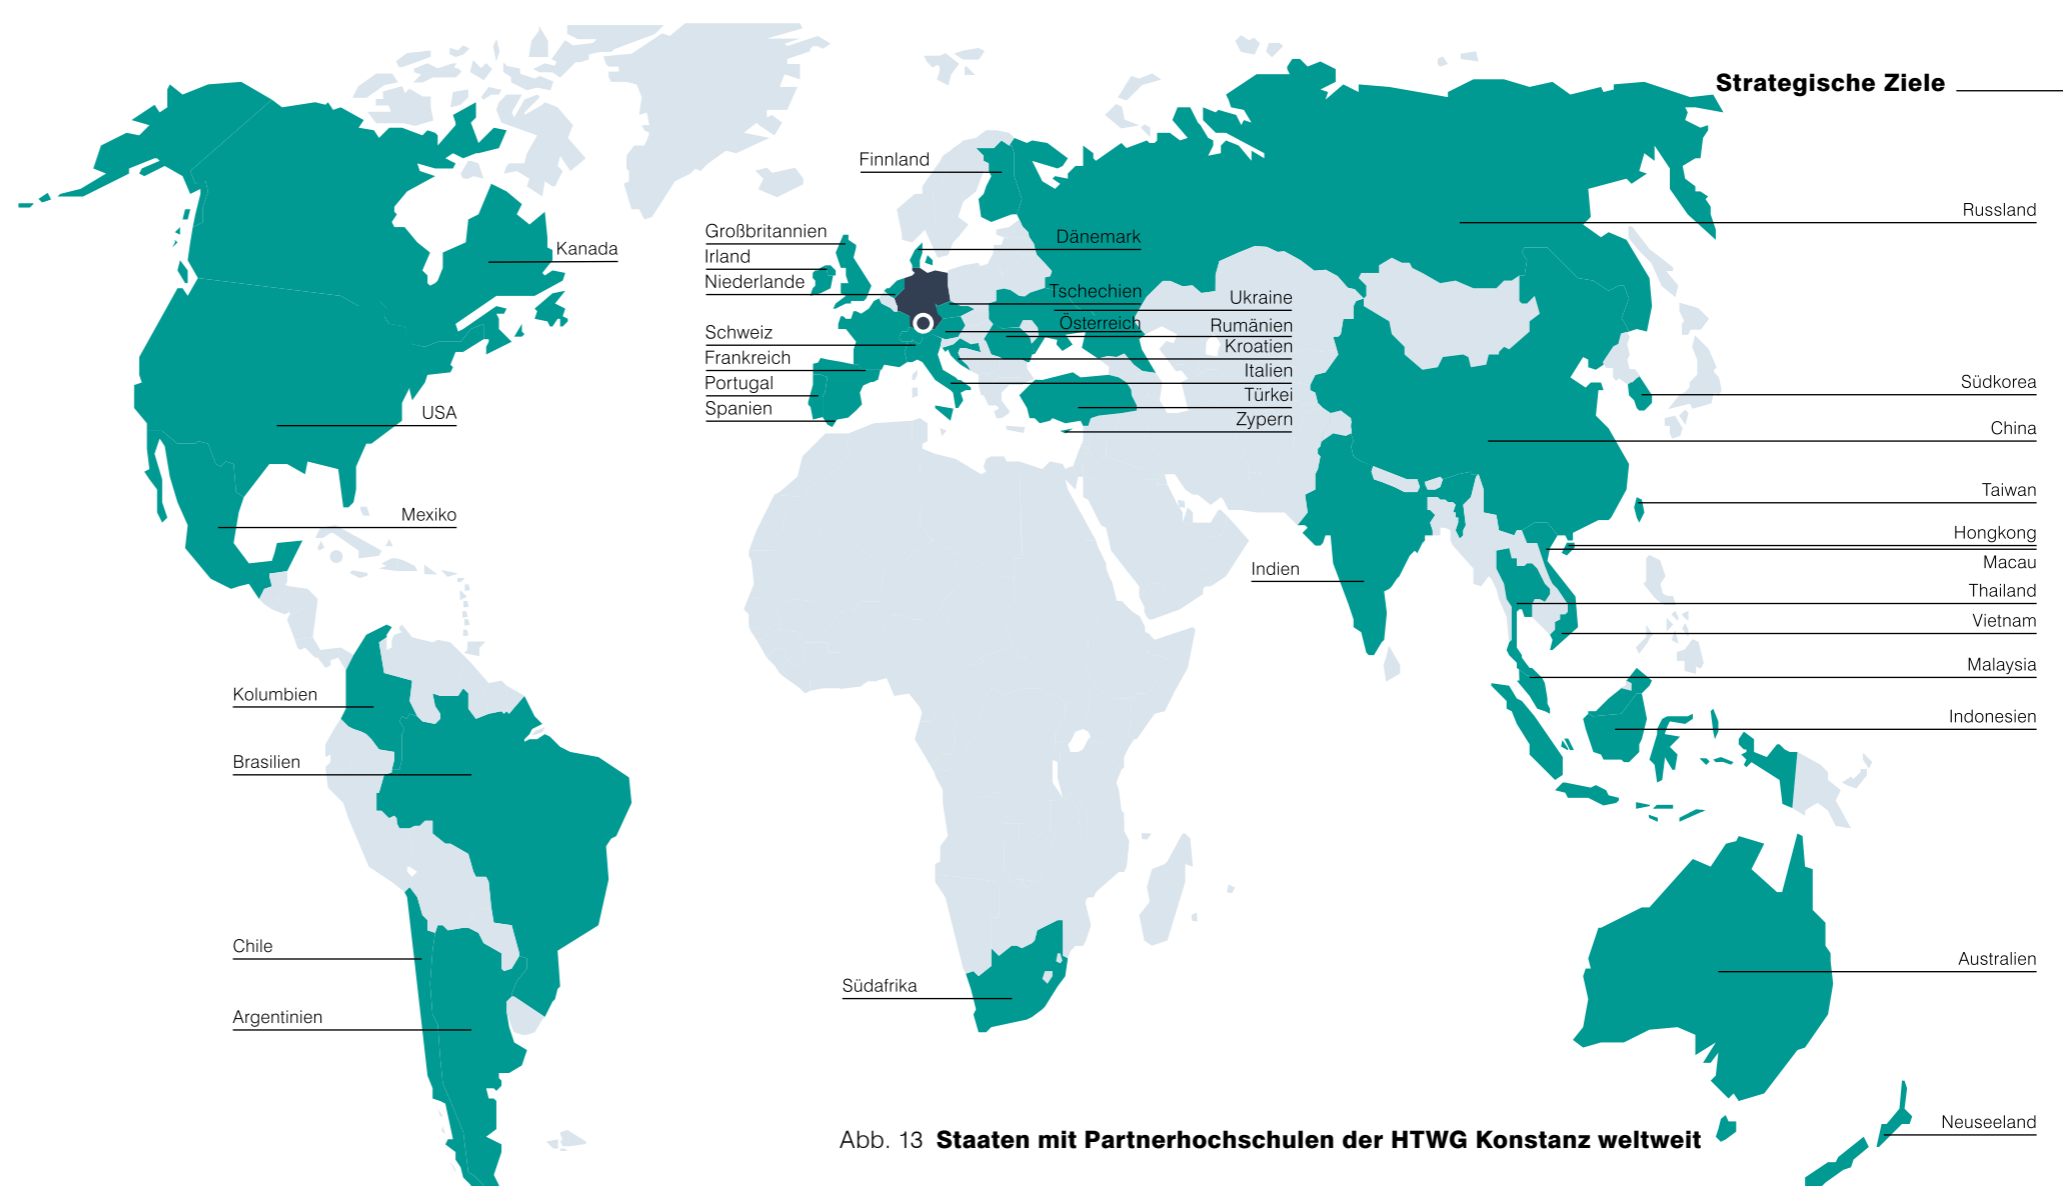 Strategische Ziele
Finnland
Großbritannien
Irland
Niederlande
Schweiz
Frankreich
Portugal
Spanien
Dänemark
Tschechien
Österreich
Ukraine
Rumänien
Kroatien
Italien
Türkei
Zypern
Kanada
USA
Mexiko
Kolumbien
Brasilien
Chile
Argentinien
Südafrika
Indien
Russland
Südkorea
China
Taiwan
Hongkong
Macau
Thailand
Vietnam
Malaysia
Indonesien
Australien
Neuseeland
Abb. 13 Staaten mit Partnerhochschulen der HTWG Konstanz weltweit